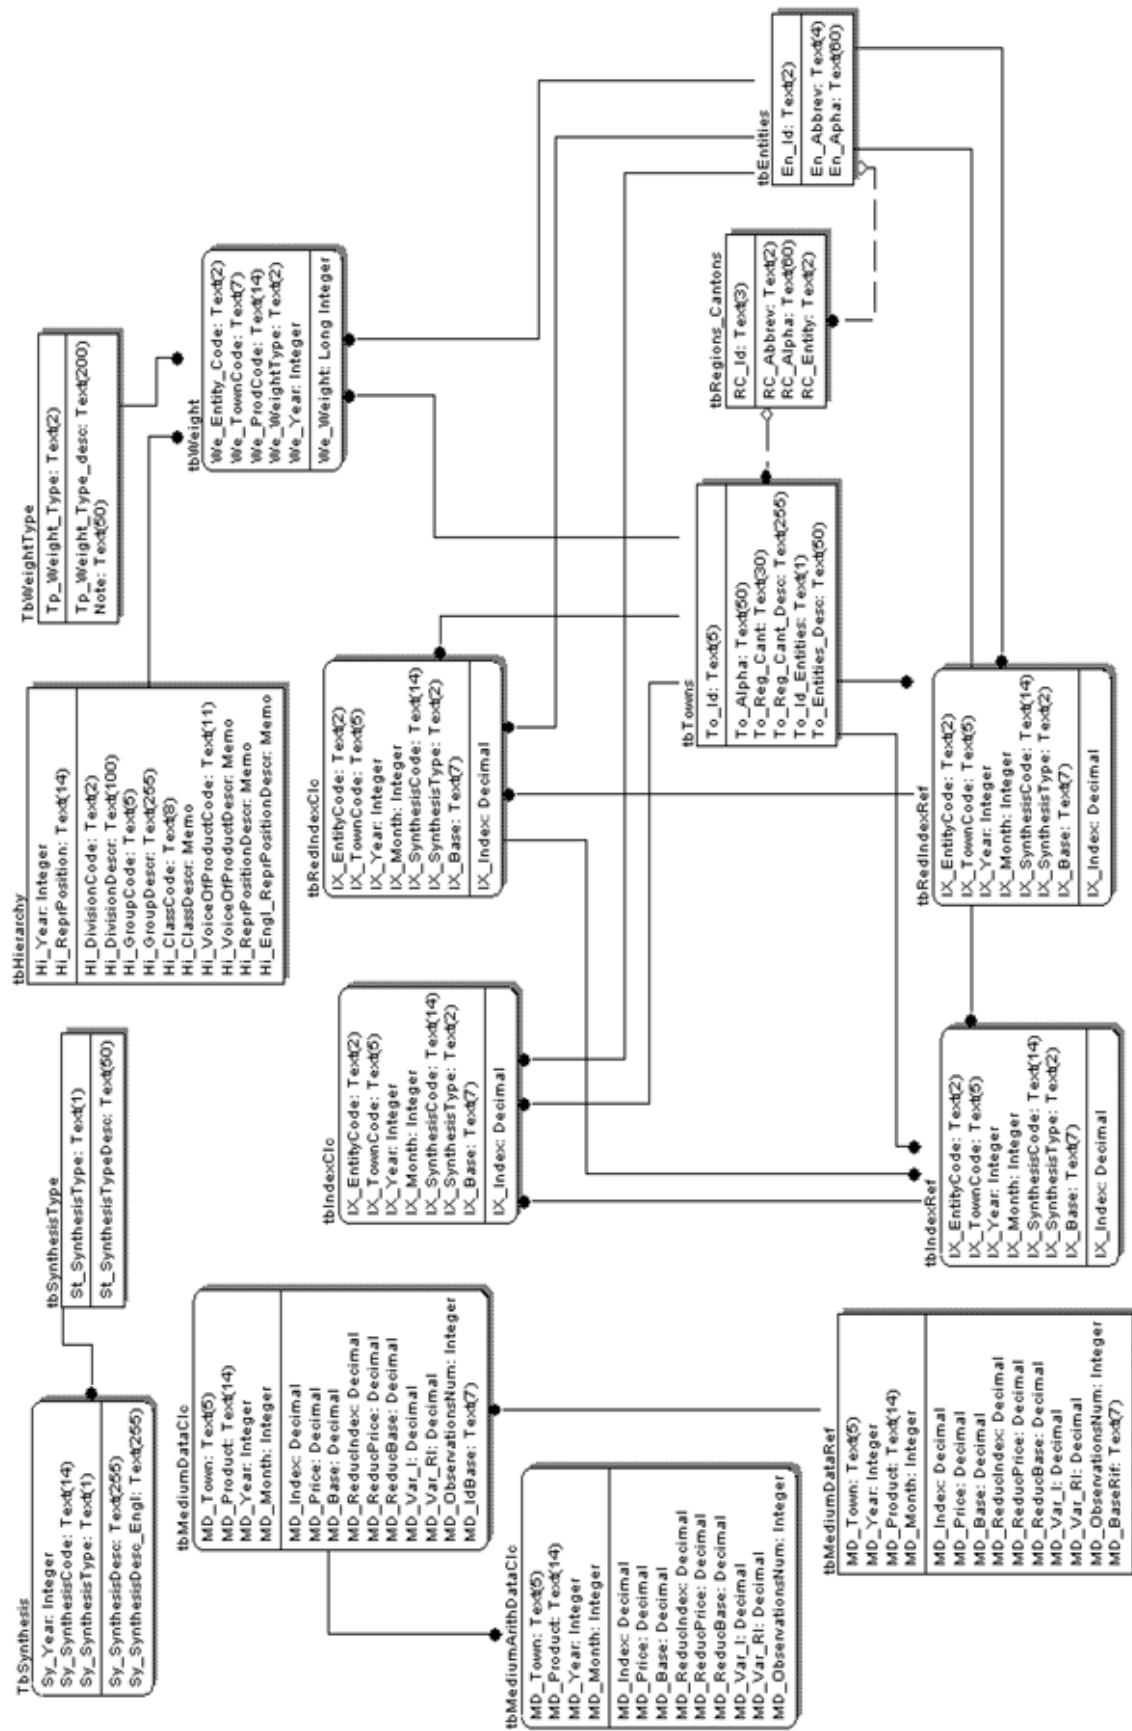 TbSynthesis
Sy_Year: Integer
Sy_SynthesisCode: Text(14)
Sy_SynthesisType: Text(1)
Sy_SynthesisDesc: Text(255)
Sy_SynthesisDesc_Engl: Text(255)
tbSynthesisType
St_SynthesisType: Text(1)
St_SynthesisTypeDesc: Text(50)
tbHierarchy
Hi_Year: Integer
Hi_ReprPosition: Text(14)
HI_DivisionCode: Text(2)
Hi_DivisionDescr: Text(100)
Hi_GroupCode: Text(5)
Hi_GroupDescr: Text(255)
Hi_ClassCode: Text(8)
Hi_ClassDescr: Memo
Hi_VoiceOfProductCode: Text(11)
Hi_VoiceOfProductDescr: Memo
Hi_ReprPositionDescr: Memo
Hi_Engl_ReprPositionDescr: Memo
TbWeightType
Tp_Weight_Type: Text(2)
Tp_Weight_Type_desc: Text(200)
Note: Text(50)
tbWeight
We_Entity_Code: Text(2)
We_TownCode: Text(7)
We_ProdCode: Text(14)
We_WeightType: Text(2)
We_Year: Integer
We_Weight: Long Integer
tbMediumDataClc
MD_Town: Text(5)
MD_Product: Text(14)
MD_Year: Integer
MD_Month: Integer
MD_Index: Decimal
MD_Price: Decimal
MD_Base: Decimal
MD_ReducIndex: Decimal
MD_ReducPrice: Decimal
MD_ReducBase: Decimal
MD_Var_I: Decimal
MD_Var_RI: Decimal
MD_ObservationsNum: Integer
MD_IdBase: Text(7)
tbIndexClc
IX_EntityCode: Text(2)
IX_TownCode: Text(5)
IX_Year: Integer
IX_Month: Integer
IX_SynthesisCode: Text(14)
IX_SynthesisType: Text(2)
IX_Base: Text(7)
IX_Index: Decimal
tbRedIndexClc
IX_EntityCode: Text(2)
IX_TownCode: Text(5)
IX_Year: Integer
IX_Month: Integer
IX_SynthesisCode: Text(14)
IX_SynthesisType: Text(2)
IX_Base: Text(7)
IX_Index: Decimal
tbMediumArithDataClc
MD_Town: Text(5)
MD_Product: Text(14)
MD_Year: Integer
MD_Month: Integer
MD_Index: Decimal
MD_Price: Decimal
MD_Base: Decimal
MD_ReducIndex: Decimal
MD_ReducPrice: Decimal
MD_ReducBase: Decimal
MD_Var_I: Decimal
MD_Var_RI: Decimal
MD_ObservationsNum: Integer
tbTowns
To_Id: Text(5)
To_Alpha: Text(50)
To_Reg_Cant: Text(30)
To_Reg_Cant_Desc: Text(255)
To_Id_Entities: Text(1)
To_Entities_Desc: Text(50)
tbRegions_Cantons
RC_Id: Text(3)
RC_Abbrev: Text(2)
RC_Alpha: Text(60)
RC_Entity: Text(2)
tbEntities
En_Id: Text(2)
En_Abbrev: Text(4)
En_Apha: Text(60)
tbMediumDataRef
MD_Town: Text(5)
MD_Year: Integer
MD_Product: Text(14)
MD_Month: Integer
MD_Index: Decimal
MD_Price: Decimal
MD_Base: Decimal
MD_ReducIndex: Decimal
MD_ReducPrice: Decimal
MD_ReducBase: Decimal
MD_Var_I: Decimal
MD_Var_RI: Decimal
MD_ObservationsNum: Integer
MD_BaseRif: Text(7)
tbIndexRef
IX_EntityCode: Text(2)
IX_TownCode: Text(5)
IX_Year: Integer
IX_Month: Integer
IX_SynthesisCode: Text(14)
IX_SynthesisType: Text(2)
IX_Base: Text(7)
IX_Index: Decimal
tbRedIndexRef
IX_EntityCode: Text(2)
IX_TownCode: Text(5)
IX_Year: Integer
IX_Month: Integer
IX_SynthesisCode: Text(14)
IX_SynthesisType: Text(2)
IX_Base: Text(7)
IX_Index: Decimal